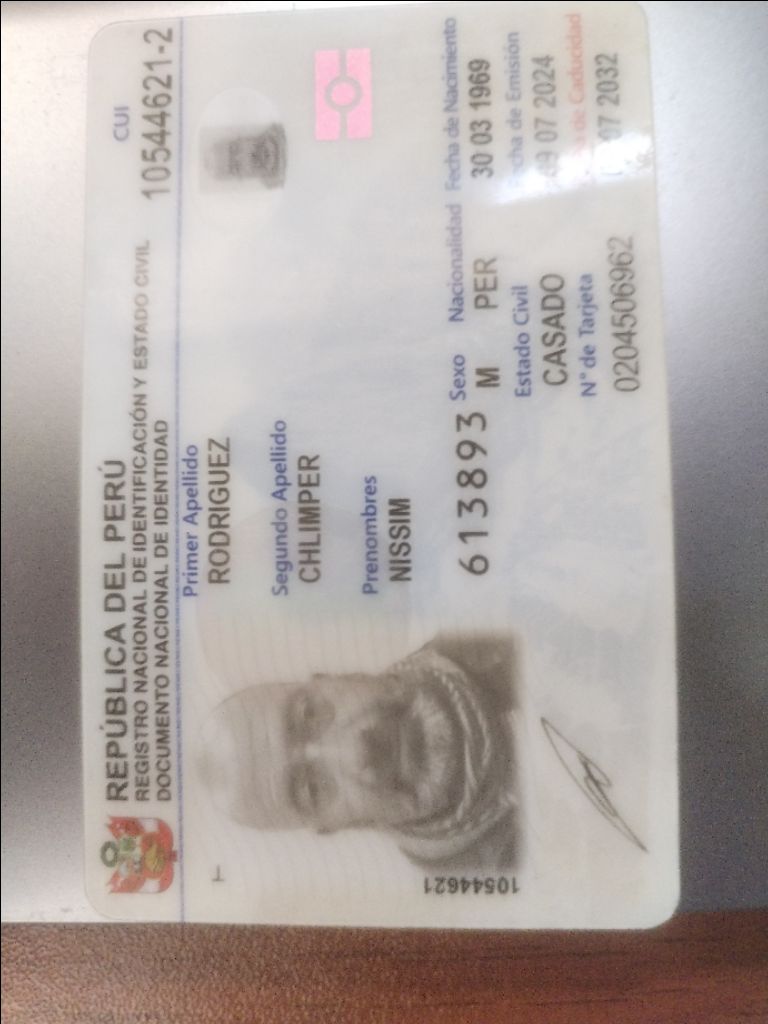 REPÚBLICA DEL PERÚ
REGISTRO NACIONAL DE IDENTIFICACIÓN Y ESTADO CIVIL
DOCUMENTO NACIONAL DE IDENTIDAD
CUI
10544621-2
Primer Apellido
RODRIGUEZ
Segundo Apellido
CHLIMPER
Prenombres
NISSIM
613893
Sexo Nacionalidad Fecha de Nacimiento
M PER 30 03 1969
Estado Civil Fecha de Emisión
CASADO 07 2024
N° de Tarjeta de Caducidad
0204506962 07 2032
T
10544621